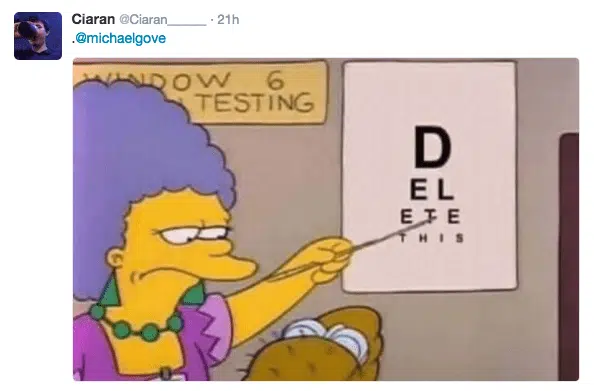 Ciaran @Ciaran_____ · 21h
.@michaelgove
WINDOW 6
TESTING
D
EL
ETE
THIS